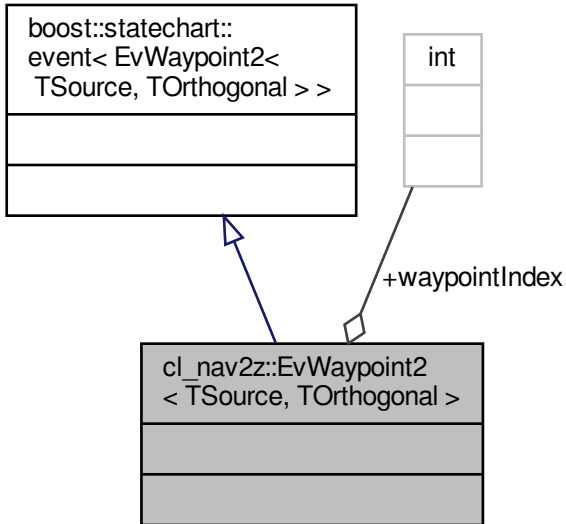 boost::statechart::
event< EvWaypoint2<
TSource, TOrthogonal > >
int
+waypointIndex
cl_nav2z::EvWaypoint2
< TSource, TOrthogonal >